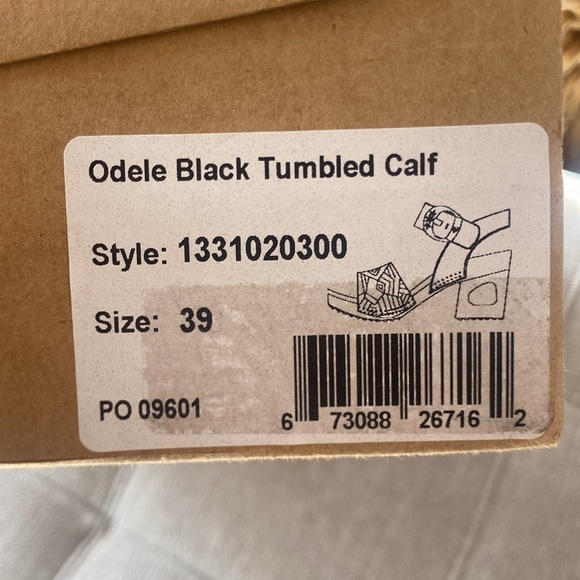 Odele Black Tumbled Calf
Style: 1331020300
Size: 39
PO 09601
6 73088 26716 2